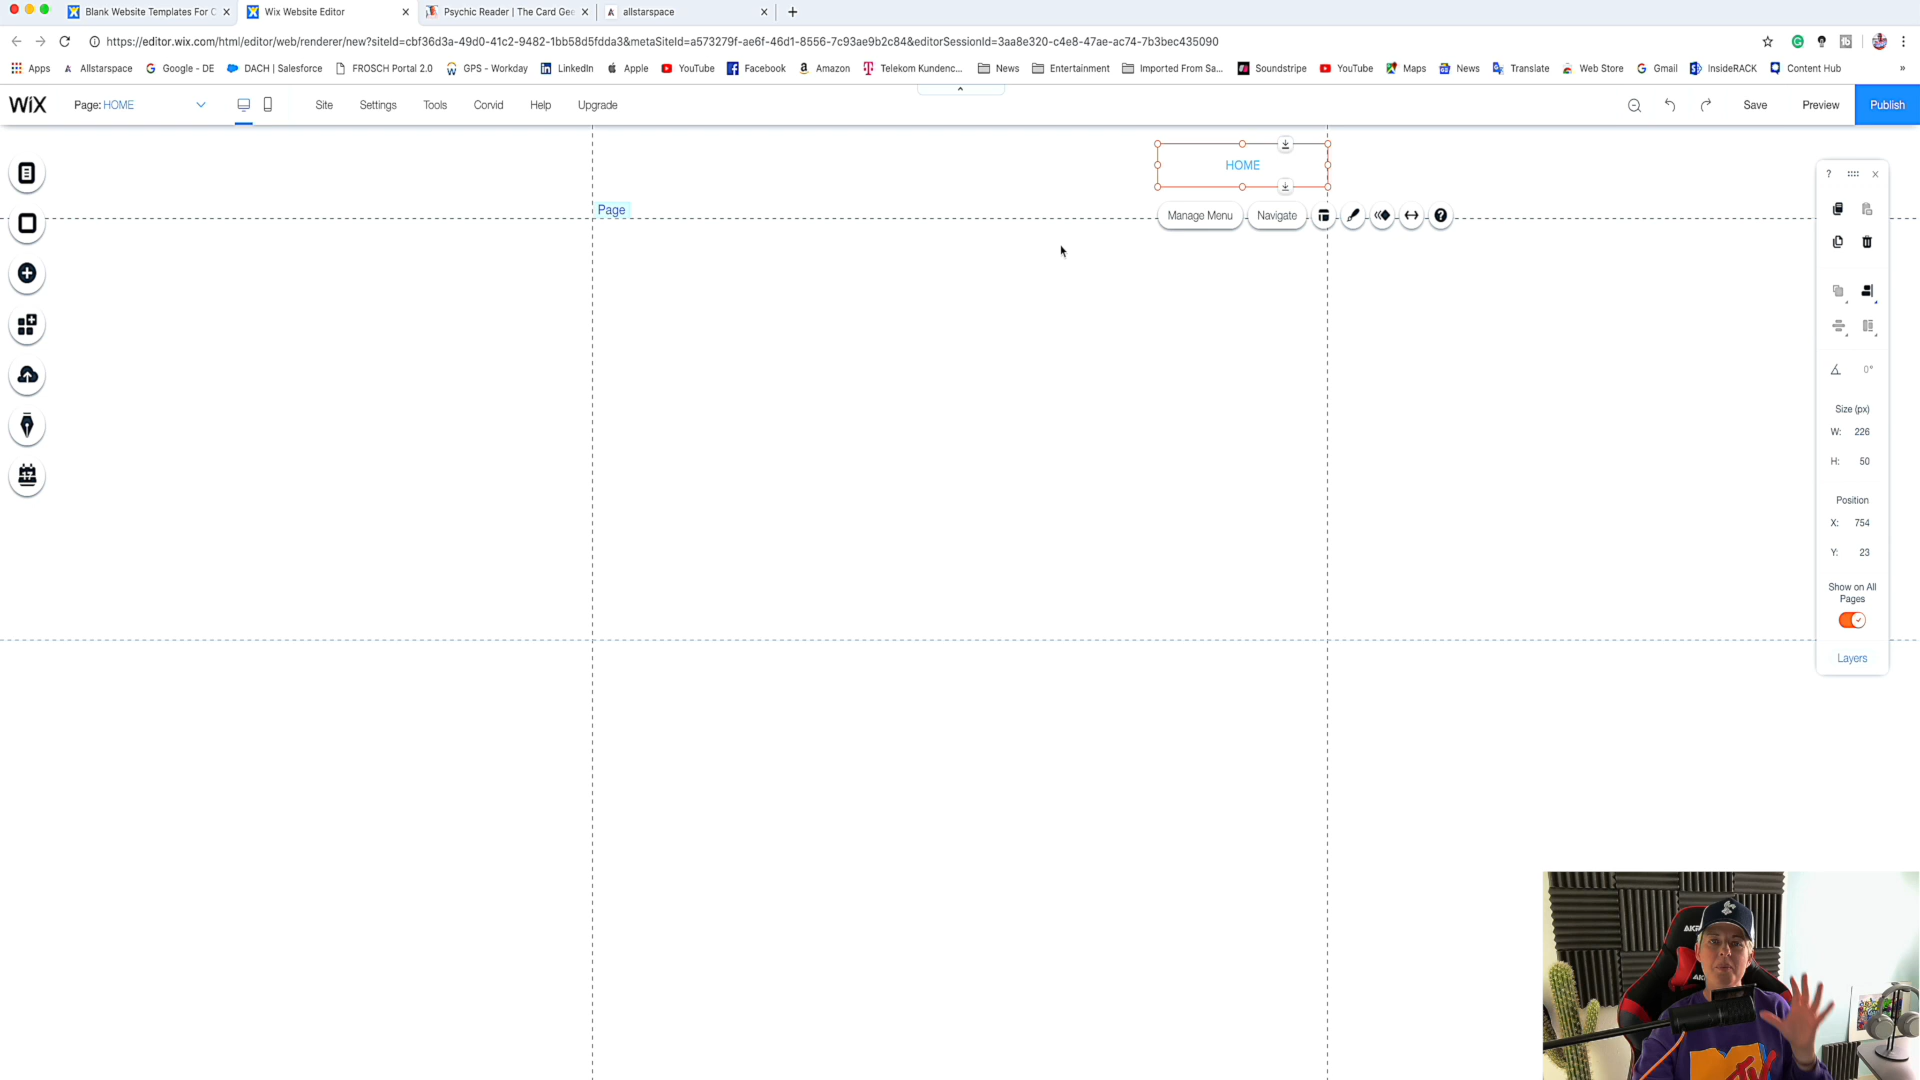 Blank Website Templates For C
Wix Website Editor
Psychic Reader | The Card Gee
allstarspace
https://editor.wix.com/html/editor/web/renderer/new?siteId=cbf36d3a-49d0-41c2-9482-1bb58d5fdda3&metaSiteId=a573279f-ae6f-46d1-8556-7c93ae9b2c84&editorSessionId=3aa8e320-c4e8-47ae-ac74-7b3bec435090
Apps Allstarspace Google - DE DACH | Salesforce FROSCH Portal 2.0 GPS - Workday LinkedIn Apple YouTube Facebook Amazon Telekom Kundenc... News Entertainment Imported From Sa... Soundstripe YouTube Maps News Translate Web Store Gmail InsideRACK Content Hub »
WiX Page: HOME Site Settings Tools Corvid Help Upgrade Save Preview Publish
HOME
Page
Manage Menu Navigate
?
0°
Size (px)
W: 226
H: 50
Position
X: 754
Y: 23
Show on All
Pages
Layers